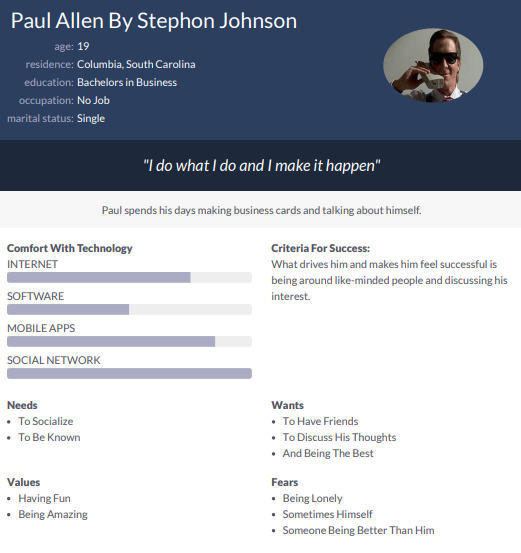 Paul Allen By Stephon Johnson
age: 19
residence: Columbia, South Carolina
education: Bachelors in Business
occupation: No Job
marital status: Single
"I do what I do and I make it happen"
Paul spends his days making business cards and talking about himself.
Comfort With Technology
INTERNET
SOFTWARE
MOBILE APPS
SOCIAL NETWORK
Criteria For Success:
What drives him and makes him feel successful is
being around like-minded people and discussing his
interest.
Needs
• To Socialize
• To Be Known
Wants
• To Have Friends
• To Discuss His Thoughts
• And Being The Best
Values
• Having Fun
• Being Amazing
Fears
• Being Lonely
• Sometimes Himself
• Someone Being Better Than Him